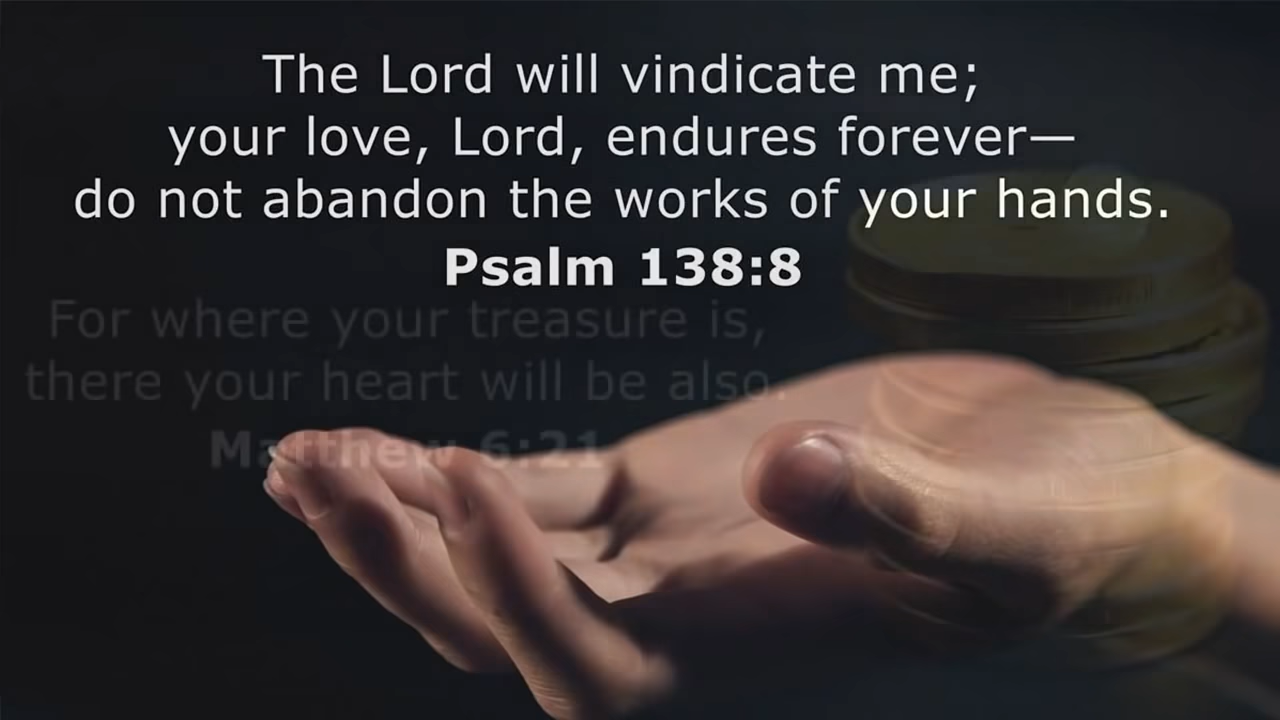 The Lord will vindicate me;
your love, Lord, endures forever—
do not abandon the works of your hands.
Psalm 138:8
For where your treasure is,
there your heart will be also.
Matthew 6:21